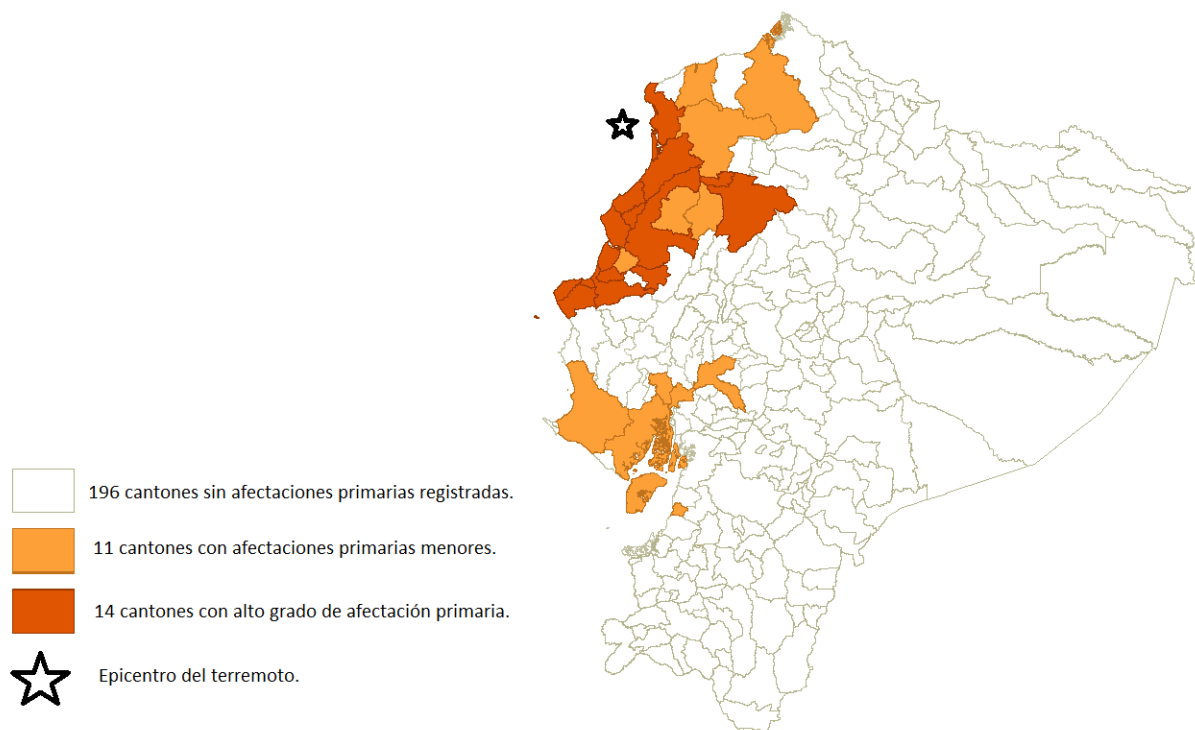 196 cantones sin afectaciones primarias registradas.
11 cantones con afectaciones primarias menores.
14 cantones con alto grado de afectación primaria.
Epicentro del terremoto.